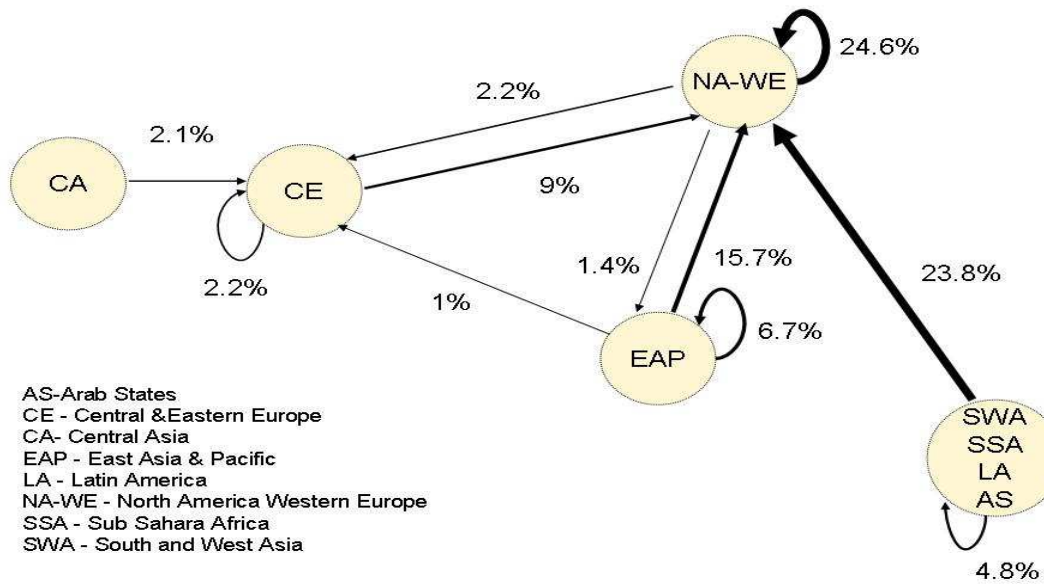 24.6%
NA-WE
2.2%
2.1%
CA
CE
9%
2.2%
1%
1.4%
15.7%
23.8%
6.7%
EAP
AS-Arab States
CE - Central &Eastern Europe
CA- Central Asia
EAP - East Asia & Pacific
LA - Latin America
NA-WE - North America Western Europe
SSA - Sub Sahara Africa
SWA - South and West Asia
SWA
SSA
LA
AS
4.8%